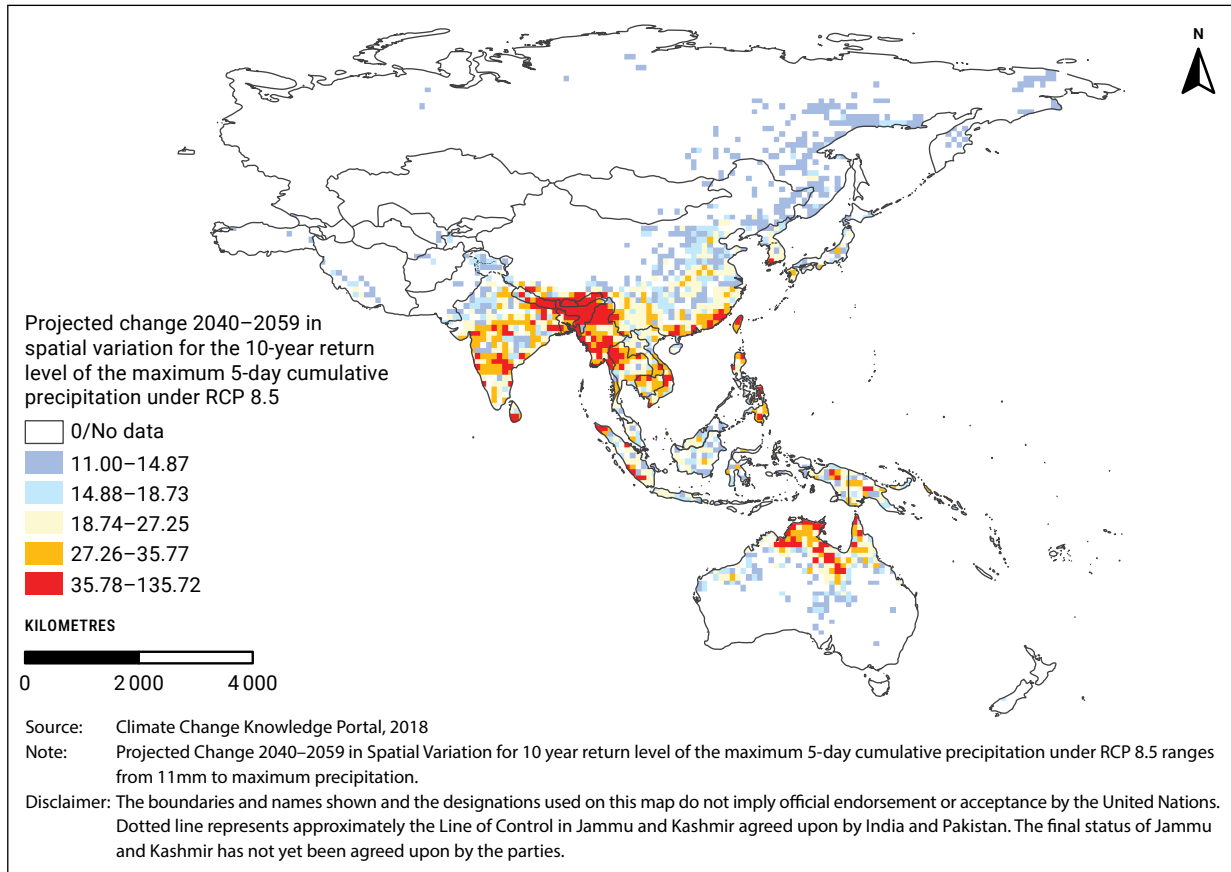 N
Projected change 2040–2059 in
spatial variation for the 10-year return
level of the maximum 5-day cumulative
precipitation under RCP 8.5
0/No data
11.00–14.87
14.88–18.73
18.74–27.25
27.26–35.77
35.78–135.72
KILOMETRES
0 2 000 4 000
Source: Climate Change Knowledge Portal, 2018
Note: Projected Change 2040–2059 in Spatial Variation for 10 year return level of the maximum 5-day cumulative precipitation under RCP 8.5 ranges
from 11mm to maximum precipitation.
Disclaimer: The boundaries and names shown and the designations used on this map do not imply official endorsement or acceptance by the United Nations.
Dotted line represents approximately the Line of Control in Jammu and Kashmir agreed upon by India and Pakistan. The final status of Jammu
and Kashmir has not yet been agreed upon by the parties.